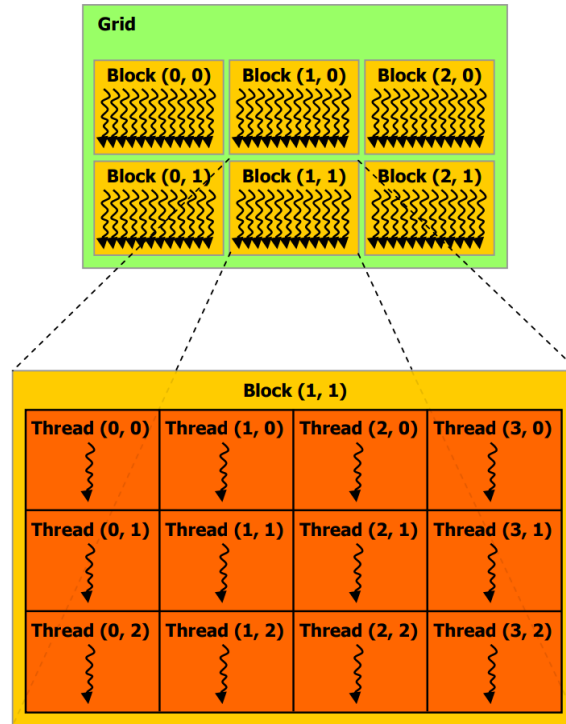 Grid
Block (0, 0) Block (1, 0) Block (2, 0)
Block (0, 1) Block (1, 1) Block (2, 1)
Block (1, 1)
Thread (0, 0) Thread (1, 0) Thread (2, 0) Thread (3, 0)
Thread (0, 1) Thread (1, 1) Thread (2, 1) Thread (3, 1)
Thread (0, 2) Thread (1, 2) Thread (2, 2) Thread (3, 2)